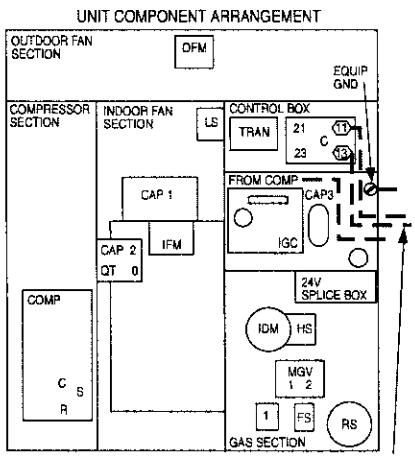 UNIT COMPONENT ARRANGEMENT
OUTDOOR FAN
SECTION
OFM
EQUIP
GND
COMPRESSOR
SECTION
INDOOR FAN
SECTION
LS
CONTROL BOX
TRAN
21
11
C
23
13
FROM COMP
CAP3
CAP 1
IGC
IFM
CAP 2
QT 0
24V
SPLICE BOX
COMP
IDM
HS
MGV
1 2
C
S
R
1
FS
RS
GAS SECTION